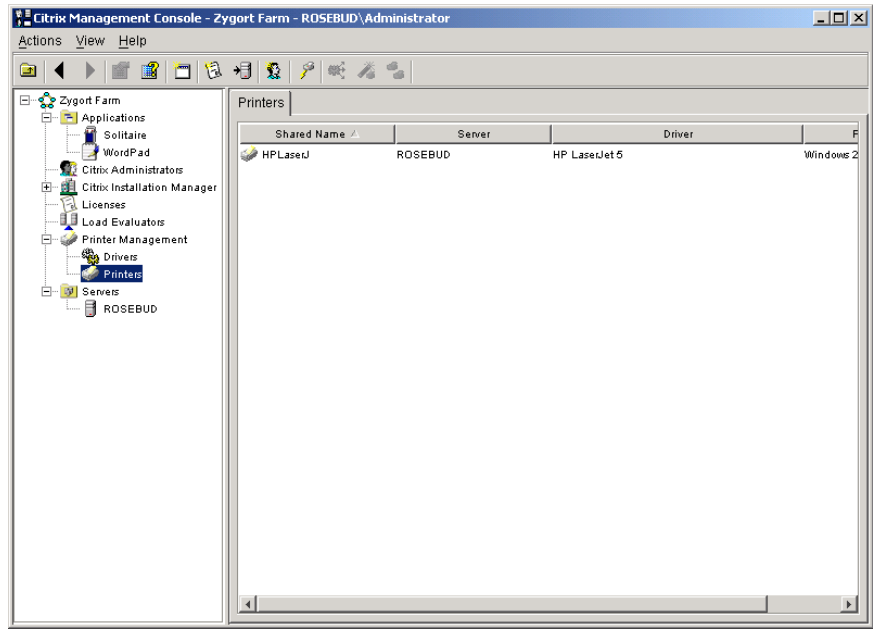 Citrix Management Console - Zygort Farm - ROSEBUD\Administrator
Actions View Help
Zygort Farm
Applications
Solitaire
WordPad
Citrix Administrators
Citrix Installation Manager
Licenses
Load Evaluators
Printer Management
Drivers
Printers
Servers
ROSEBUD
Printers
Shared Name Server Driver
HPLaserJ ROSEBUD HP LaserJet 5 Windows 2